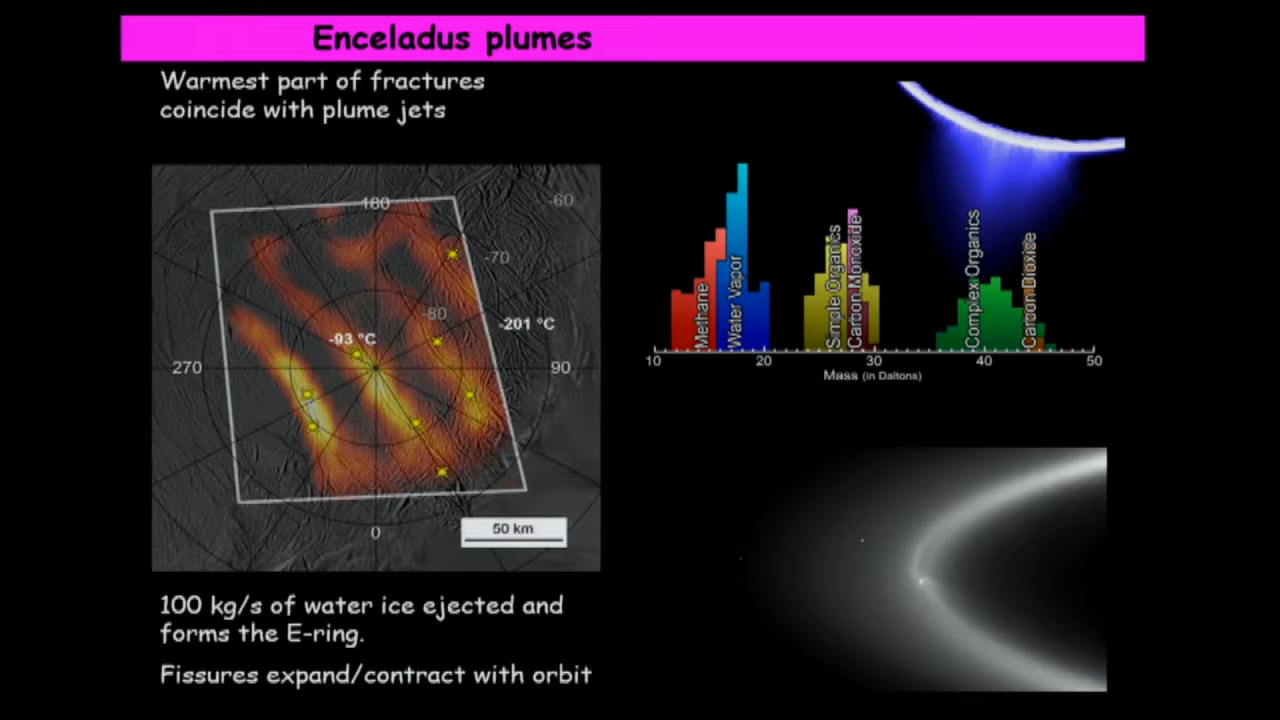 Enceladus plumes
Warmest part of fractures
coincide with plume jets
180
-60
-70
-80
-201 °C
-93 °C
270
90
0
50 km
Methane
Water Vapor
Simple Organics
Carbon Monoxide
Complex Organics
Carbon Dioxide
10 20 30 40 50
Mass (in Daltons)
100 kg/s of water ice ejected and
forms the E-ring.
Fissures expand/contract with orbit